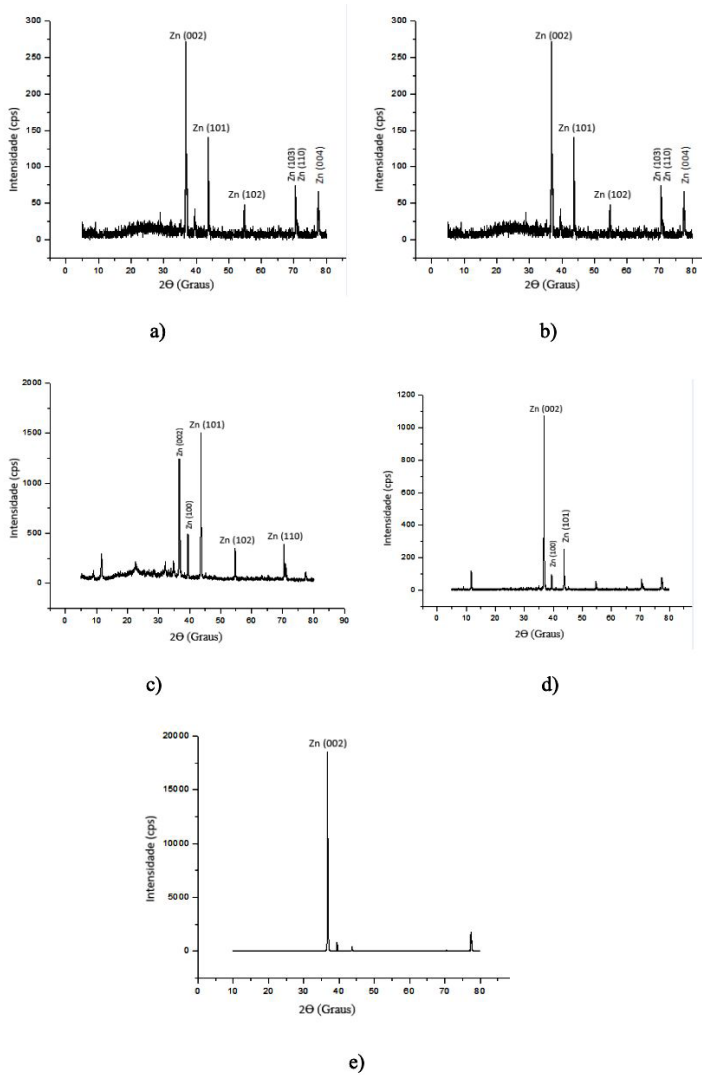 Zn (002)
Zn (101)
Zn (102)
Zn (103)
Zn (110)
Zn (004)
300
250
200
150
100
50
0
Intensidade (cps)
0 10 20 30 40 50 60 70 80
2Θ (Graus)
a)
Zn (002)
Zn (101)
Zn (102)
Zn (103)
Zn (110)
Zn (004)
300
250
200
150
100
50
0
Intensidade (cps)
0 10 20 30 40 50 60 70 80
2Θ (Graus)
b)
Zn (002)
Zn (100)
Zn (101)
Zn (102)
Zn (110)
2000
1500
1000
500
0
Intensidade (cps)
0 10 20 30 40 50 60 70 80 90
2Θ (Graus)
c)
Zn (002)
Zn (100)
Zn (101)
1200
1000
800
600
400
200
0
Intensidade (cps)
0 10 20 30 40 50 60 70 80
2Θ (Graus)
d)
Zn (002)
20000
15000
10000
5000
0
Intensidade (cps)
0 10 20 30 40 50 60 70 80
2Θ (Graus)
e)